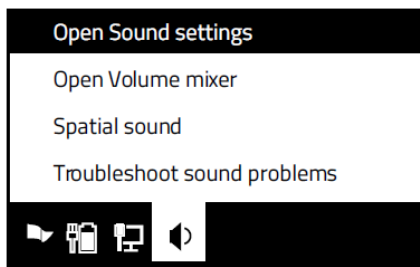 Open Sound settings
Open Volume mixer
Spatial sound
Troubleshoot sound problems